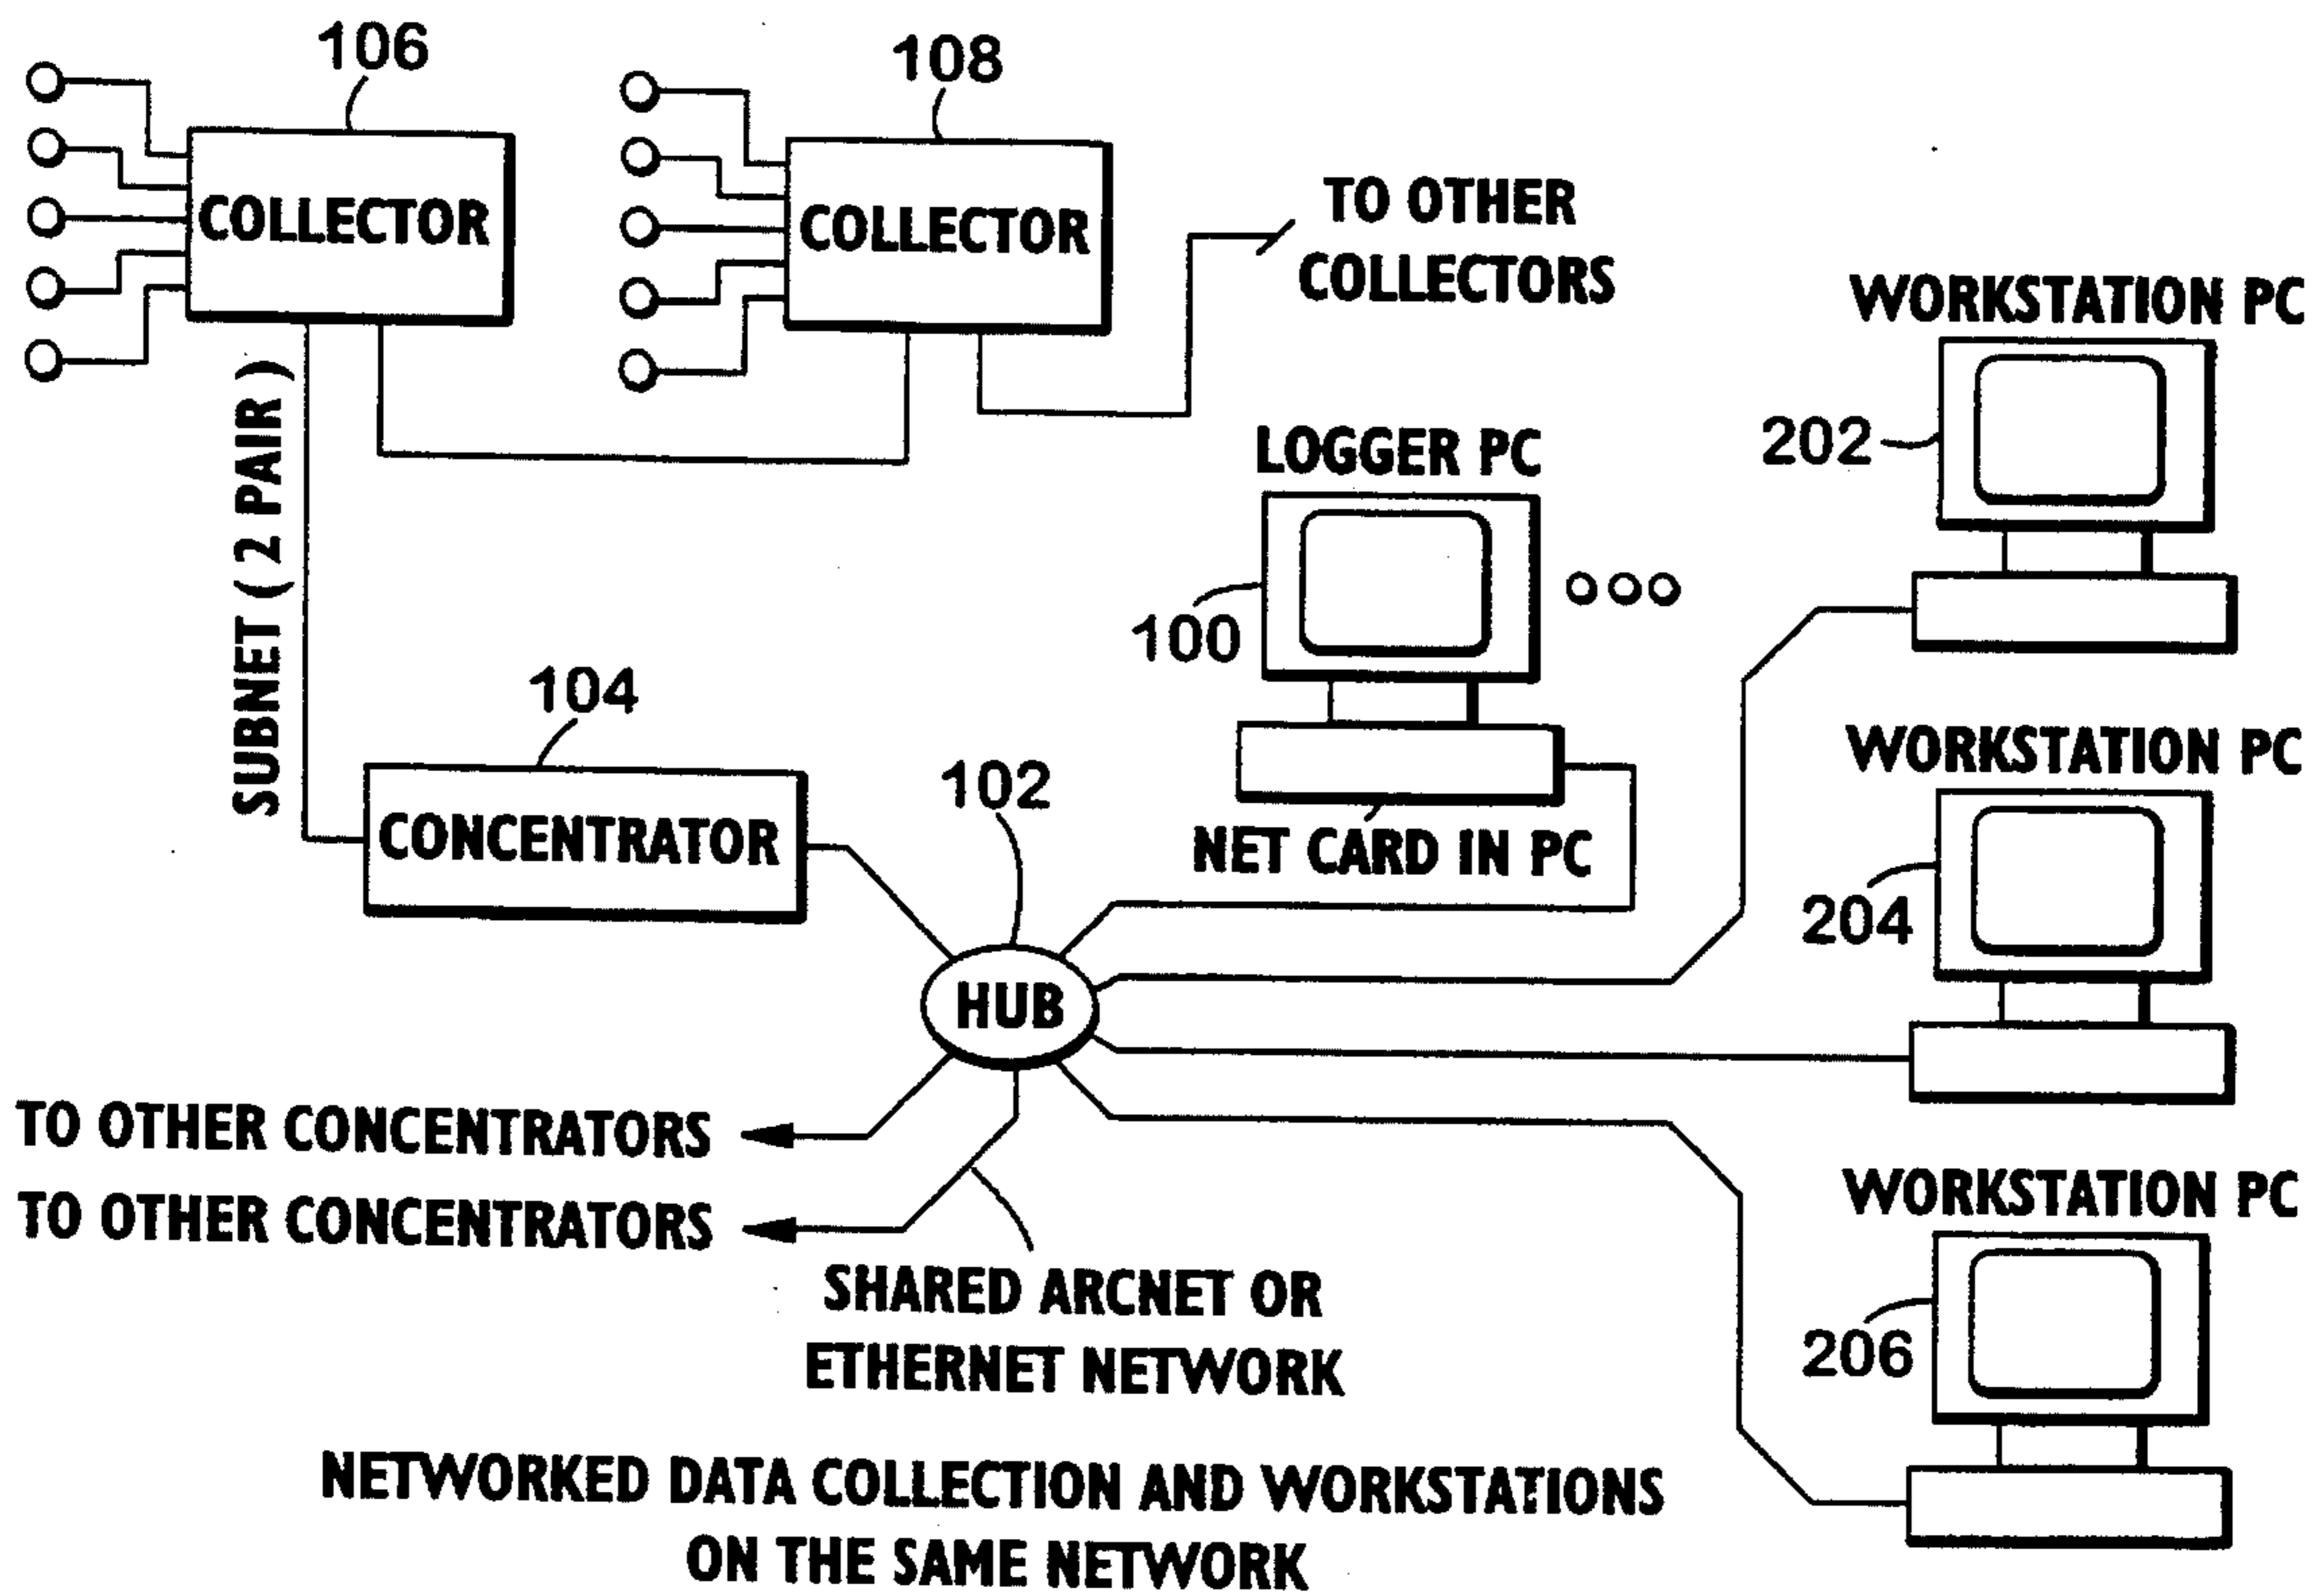 106
108
COLLECTOR
COLLECTOR
TO OTHER
COLLECTORS
WORKSTATION PC
202
LOGGER PC
100
SUBNET ( 2 PAIR )
104
CONCENTRATOR
102
NET CARD IN PC
WORKSTATION PC
204
HUB
TO OTHER CONCENTRATORS
TO OTHER CONCENTRATORS
WORKSTATION PC
206
SHARED ARCNET OR
ETHERNET NETWORK
NETWORKED DATA COLLECTION AND WORKSTATIONS
ON THE SAME NETWORK